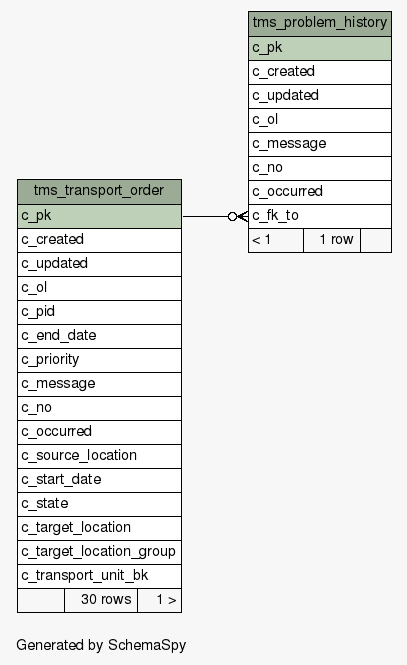 tms_problem_history
c_pk
c_created
c_updated
c_ol
c_message
c_no
c_occurred
c_fk_to
< 1 1 row
tms_transport_order
c_pk
c_created
c_updated
c_ol
c_pid
c_end_date
c_priority
c_message
c_no
c_occurred
c_source_location
c_start_date
c_state
c_target_location
c_target_location_group
c_transport_unit_bk
30 rows 1 >
Generated by SchemaSpy